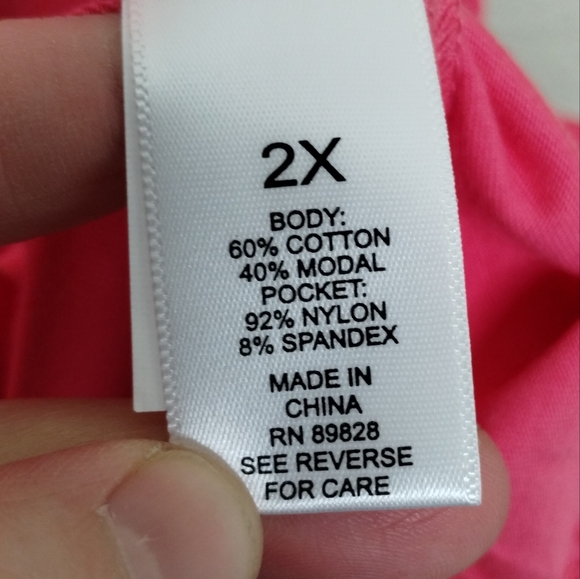 2X
BODY:
60% COTTON
40% MODAL
POCKET:
92% NYLON
8% SPANDEX
MADE IN
CHINA
RN 89828
SEE REVERSE
FOR CARE